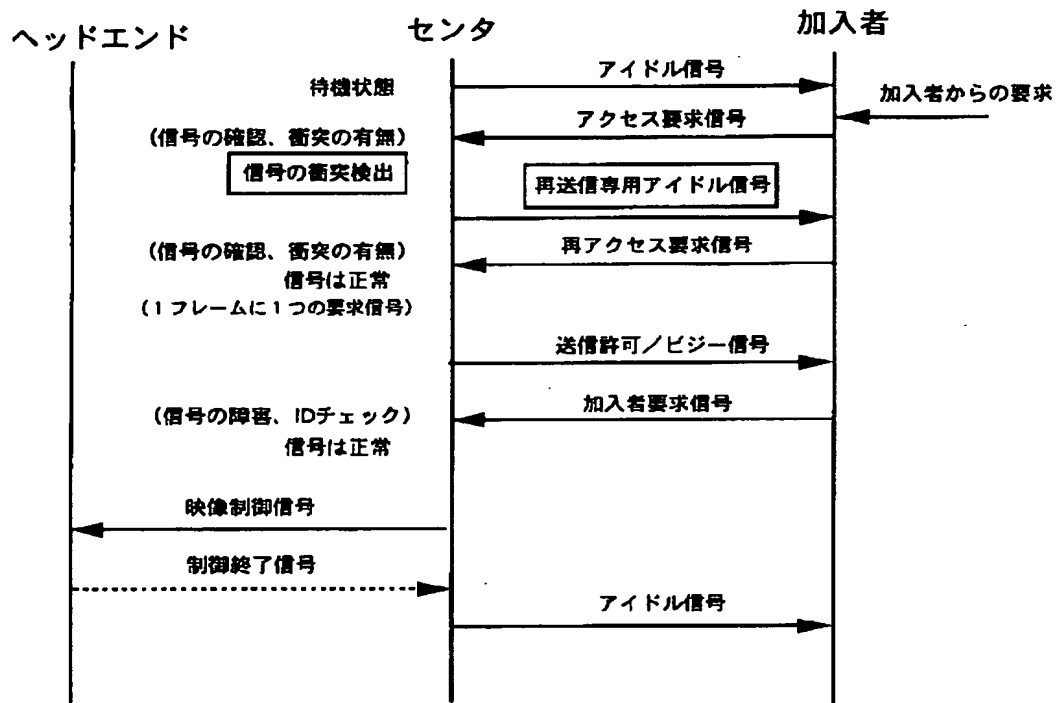 ヘッドエンド
センタ
加入者
アイドル信号
待機状態
加入者からの要求
アクセス要求信号
(信号の確認、衝突の有無)
信号の衝突検出
再送信専用アイドル信号
再アクセス要求信号
(信号の確認、衝突の有無)
信号は正常
(1フレームに1つの要求信号)
送信許可/ビジー信号
加入者要求信号
(信号の障害、IDチェック)
信号は正常
映像制御信号
制御終了信号
アイドル信号